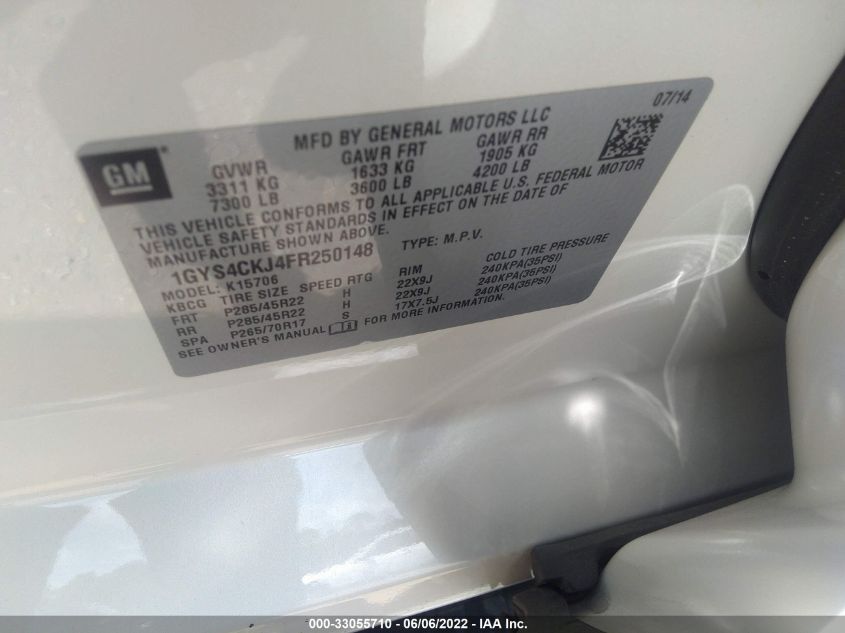 07/14
GM
MFD BY GENERAL MOTORS LLC
GVWR GAWR FRT GAWR RR
3311 KG 1633 KG 1905 KG
7300 LB 3600 LB 4200 LB
THIS VEHICLE CONFORMS TO ALL APPLICABLE U.S. FEDERAL MOTOR
VEHICLE SAFETY STANDARDS IN EFFECT ON THE DATE OF
MANUFACTURE SHOWN ABOVE.
1GYS4CKJ4FR250148 TYPE: M.P.V.
MODEL: K15706
KBCG TIRE SIZE SPEED RTG RIM COLD TIRE PRESSURE
FRT P285/45R22 H 22X9J 240KPA(35PSI)
RR P285/45R22 H 22X9J 240KPA(35PSI)
SPA P265/70R17 S 17X7.5J 240KPA(35PSI)
SEE OWNER'S MANUAL FOR MORE INFORMATION.
000-33055710 - 06/06/2022 - IAA Inc.